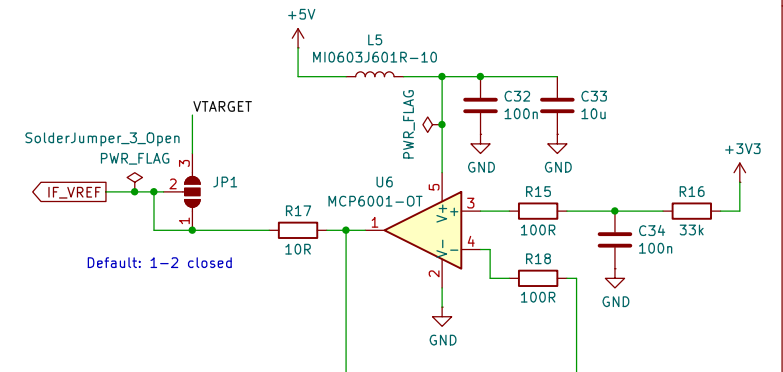 +5V
L5
MI0603J601R-10
C32
100n
C33
10u
PWR_FLAG
GND
GND
VTARGET
SolderJumper_3_Open
PWR_FLAG
3
IF_VREF
2
JP1
1
Default: 1-2 closed
R17
10R
U6
MCP6001-OT
5
V+
+
3
1
-
4
V-
2
GND
R15
100R
R18
100R
C34
100n
GND
R16
33k
+3V3